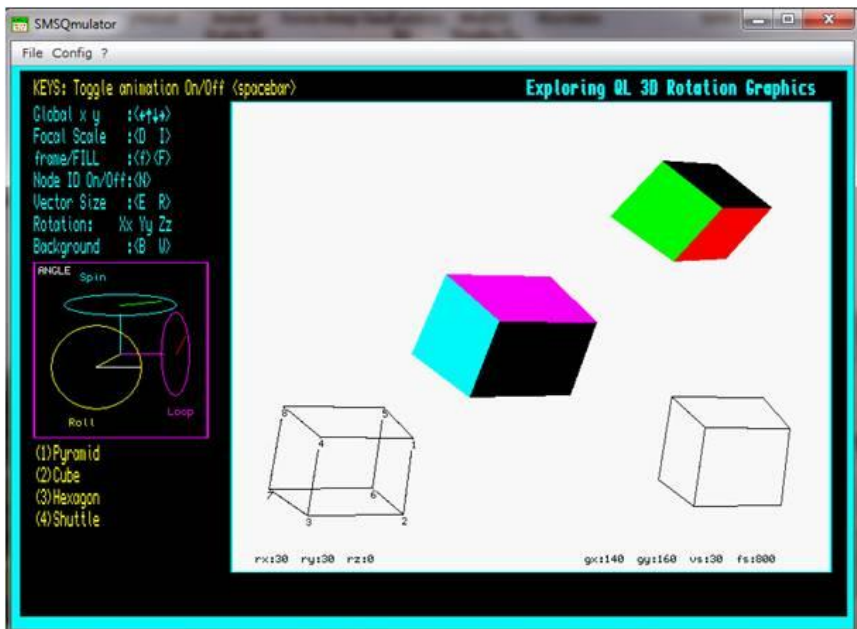 SMSQmulator
File Config ?
KEYS: Toggle animation On/Off <spacebar>
Exploring QL 3D Rotation Graphics
Global x y :<←↑↓→>
Focal Scale :<D I>
frame/FILL :<f><F>
Node ID On/Off:<N>
Vector Size :<E R>
Rotation: Xx Yy Zz
Background :<B W>
ANGLE
Spin
Roll
Loop
(1)Pyramid
(2)Cube
(3)Hexagon
(4)Shuttle
8
5
4
1
7
6
3
2
rx:30 ry:30 rz:0
gx:140 gy:160 vs:30 fs:800